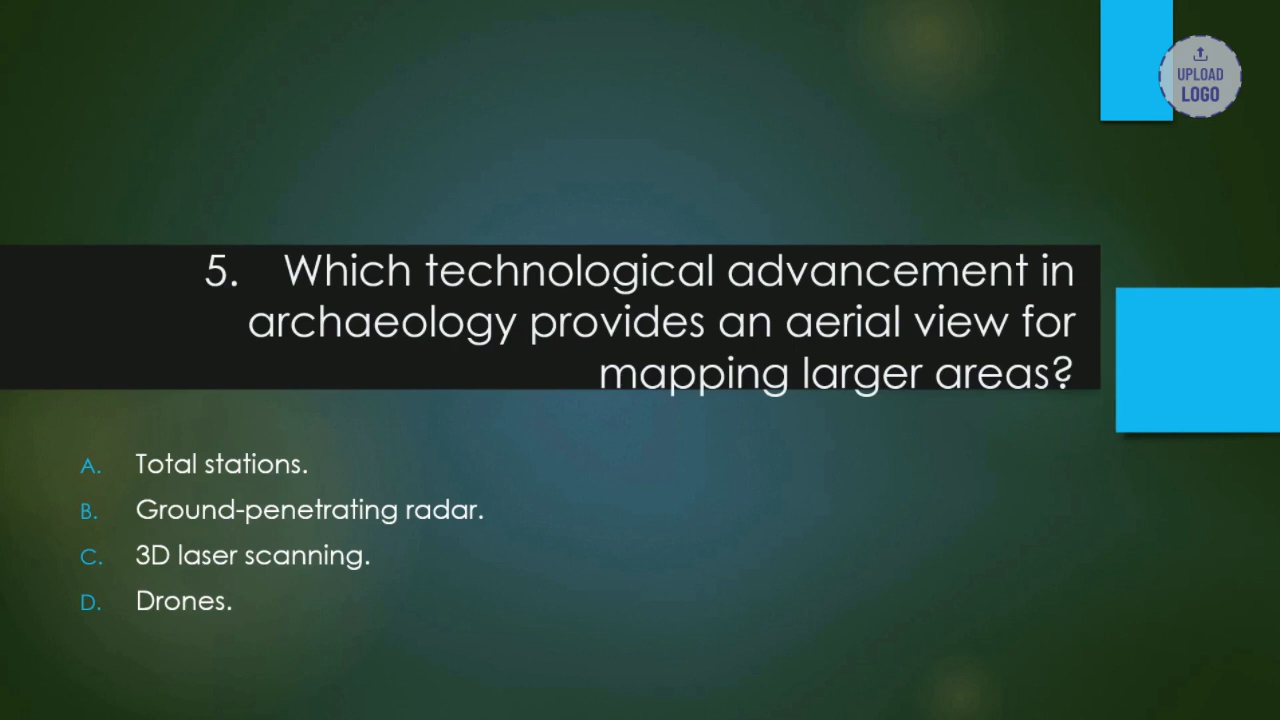 UPLOAD
LOGO
5. Which technological advancement in
archaeology provides an aerial view for
mapping larger areas?
A. Total stations.
B. Ground-penetrating radar.
C. 3D laser scanning.
D. Drones.